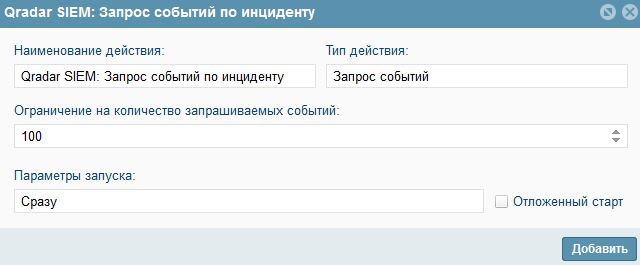 Qradar SIEM: Запрос событий по инциденту
Наименование действия: Тип действия:
Qradar SIEM: Запрос событий по инциденту Запрос событий
Ограничение на количество запрашиваемых событий:
100
Параметры запуска:
Сразу Отложенный старт
Добавить